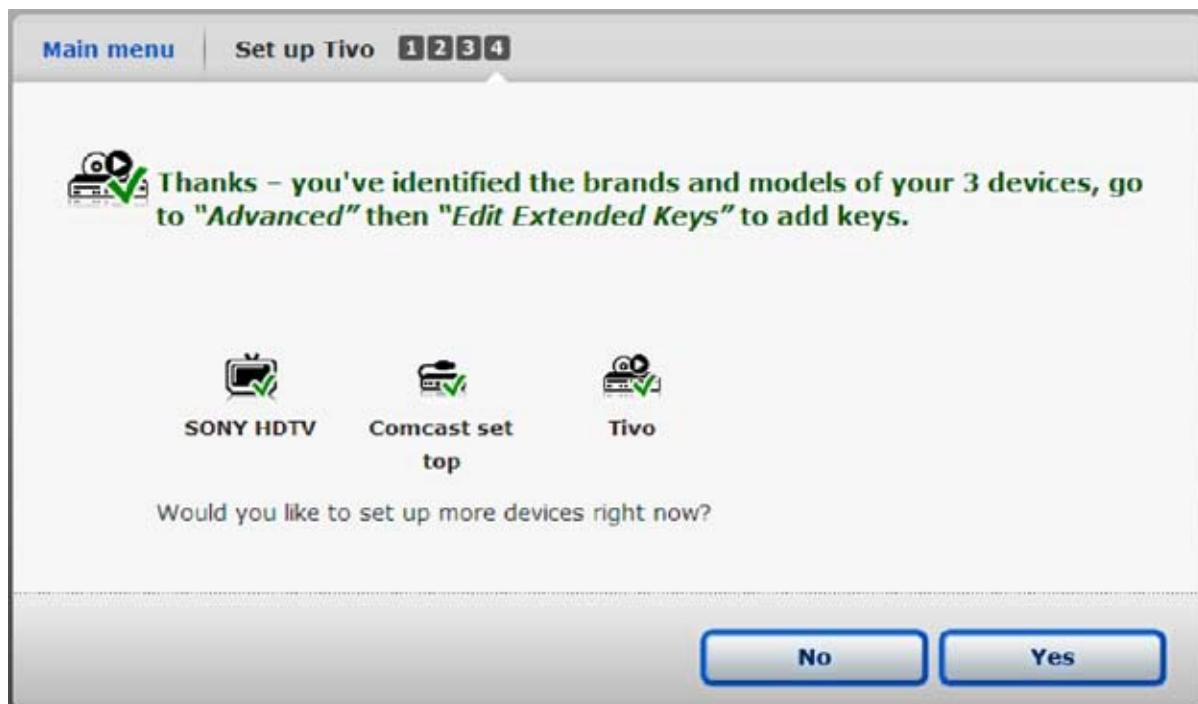 Main menu Set up Tivo 1 2 3 4
Thanks – you've identified the brands and models of your 3 devices, go
to "Advanced" then "Edit Extended Keys" to add keys.
SONY HDTV Comcast set Tivo
top
Would you like to set up more devices right now?
No Yes